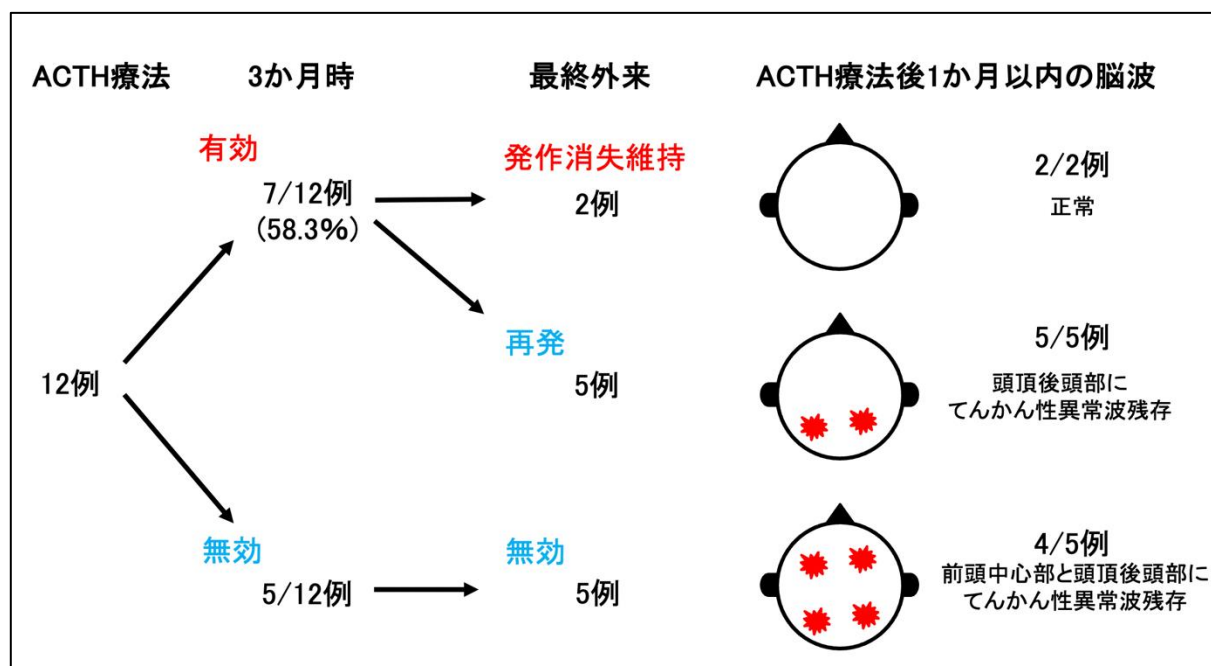 ACTH療法 3か月時 最終外来 ACTH療法後1か月以内の脳波
有効
7/12例
(58.3%)
発作消失維持
2例
2/2例
正常
12例
再発
5例
5/5例
頭頂後頭部に
てんかん性異常波残存
無効
5/12例
無効
5例
4/5例
前頭中心部と頭頂後頭部に
てんかん性異常波残存